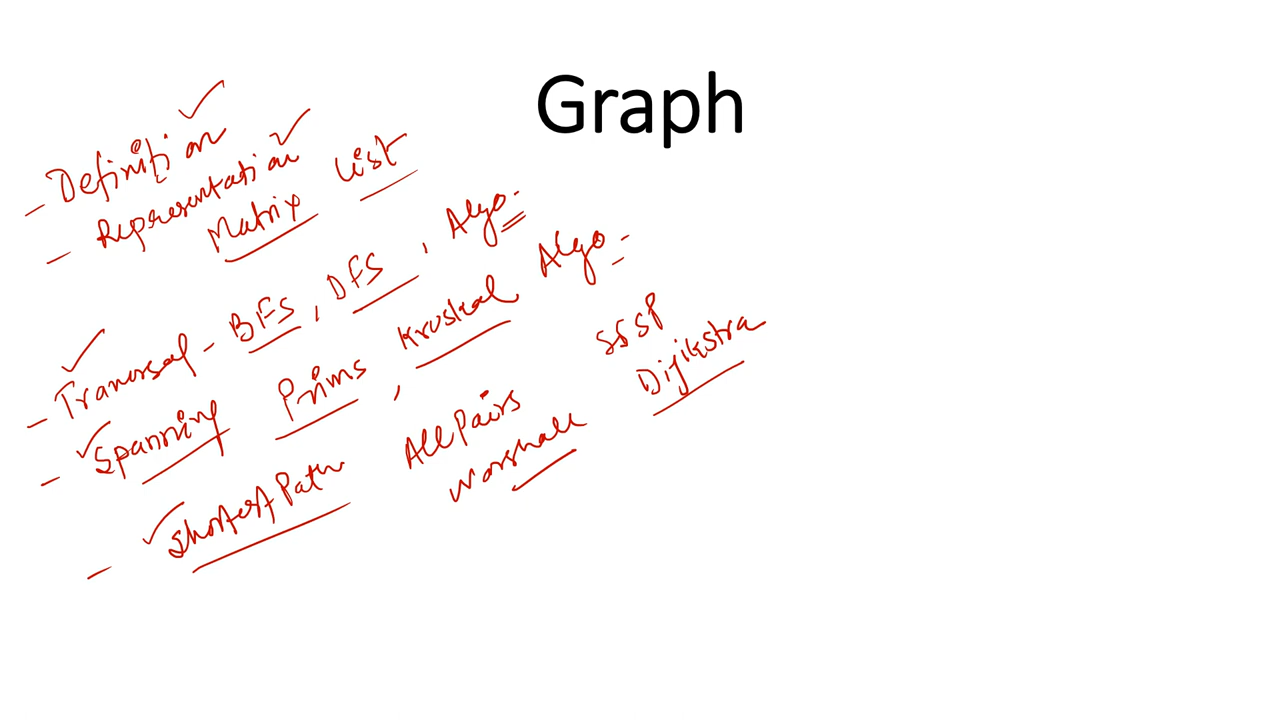 Graph
- Definition
- Representation
Matrix List
- Traversal - BFS, DFS, Algo.
- Spanning Prims, Kruskal Algo.
- Shortest Path All Pairs SSSP
Warshall Dijikstra